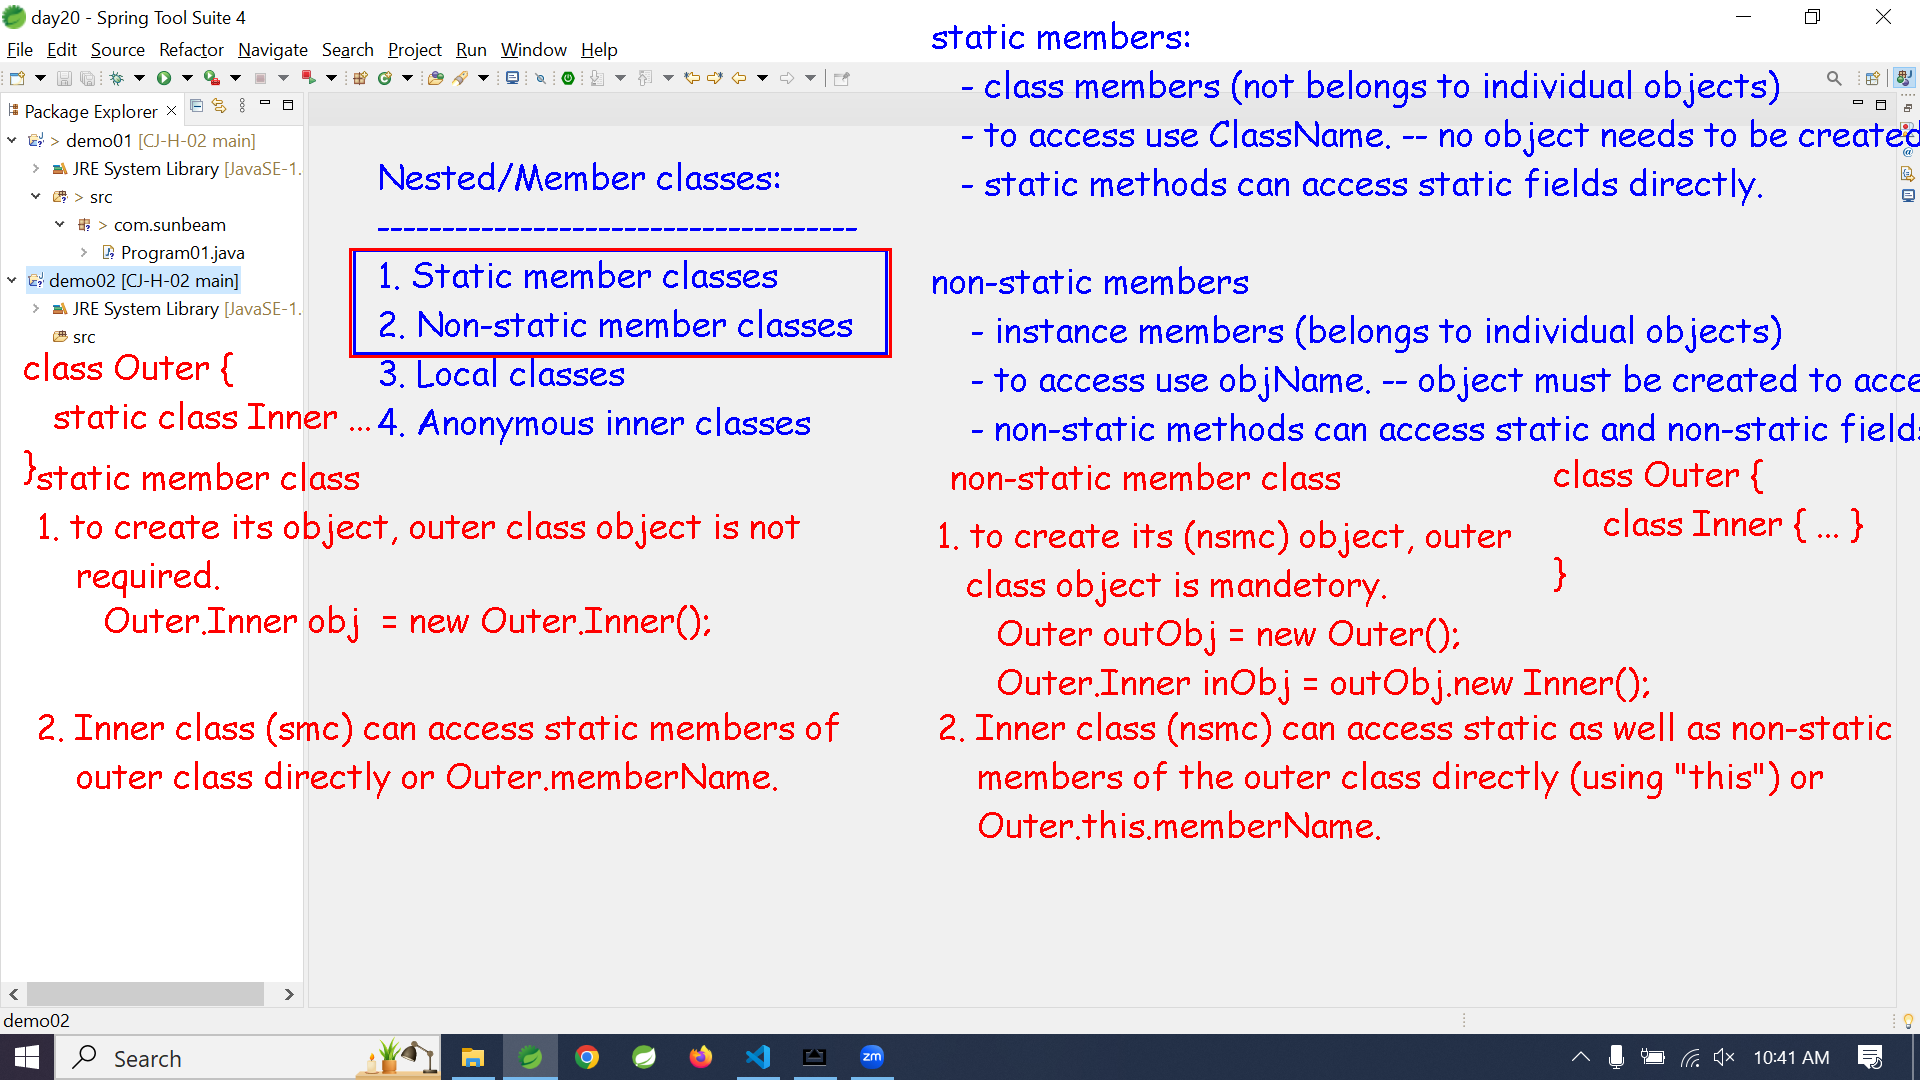 day20 - Spring Tool Suite 4
File Edit Source Refactor Navigate Search Project Run Window Help
Package Explorer
> demo01 [CJ-H-02 main]
JRE System Library [JavaSE-1.
> src
> com.sunbeam
Program01.java
demo02 [CJ-H-02 main]
JRE System Library [JavaSE-1.
src
Nested/Member classes:
-----------------------------------
1. Static member classes
2. Non-static member classes
3. Local classes
4. Anonymous inner classes
static members:
- class members (not belongs to individual objects)
- to access use ClassName. -- no object needs to be created
- static methods can access static fields directly.
non-static members
- instance members (belongs to individual objects)
- to access use objName. -- object must be created to acce
- non-static methods can access static and non-static fields
class Outer {
static class Inner ...
}
static member class
1. to create its object, outer class object is not
required.
Outer.Inner obj = new Outer.Inner();
2. Inner class (smc) can access static members of
outer class directly or Outer.memberName.
non-static member class
1. to create its (nsmc) object, outer
class object is mandetory.
Outer outObj = new Outer();
Outer.Inner inObj = outObj.new Inner();
2. Inner class (nsmc) can access static as well as non-static
members of the outer class directly (using "this") or
Outer.this.memberName.
class Outer {
class Inner { ... }
}
demo02
Search
zm
10:41 AM